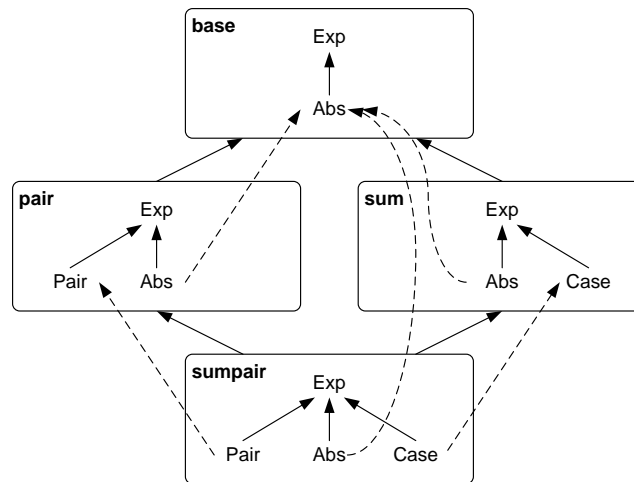 base
Exp
Abs
pair
Exp
Pair Abs
sum
Exp
Abs Case
sumpair
Exp
Pair Abs Case